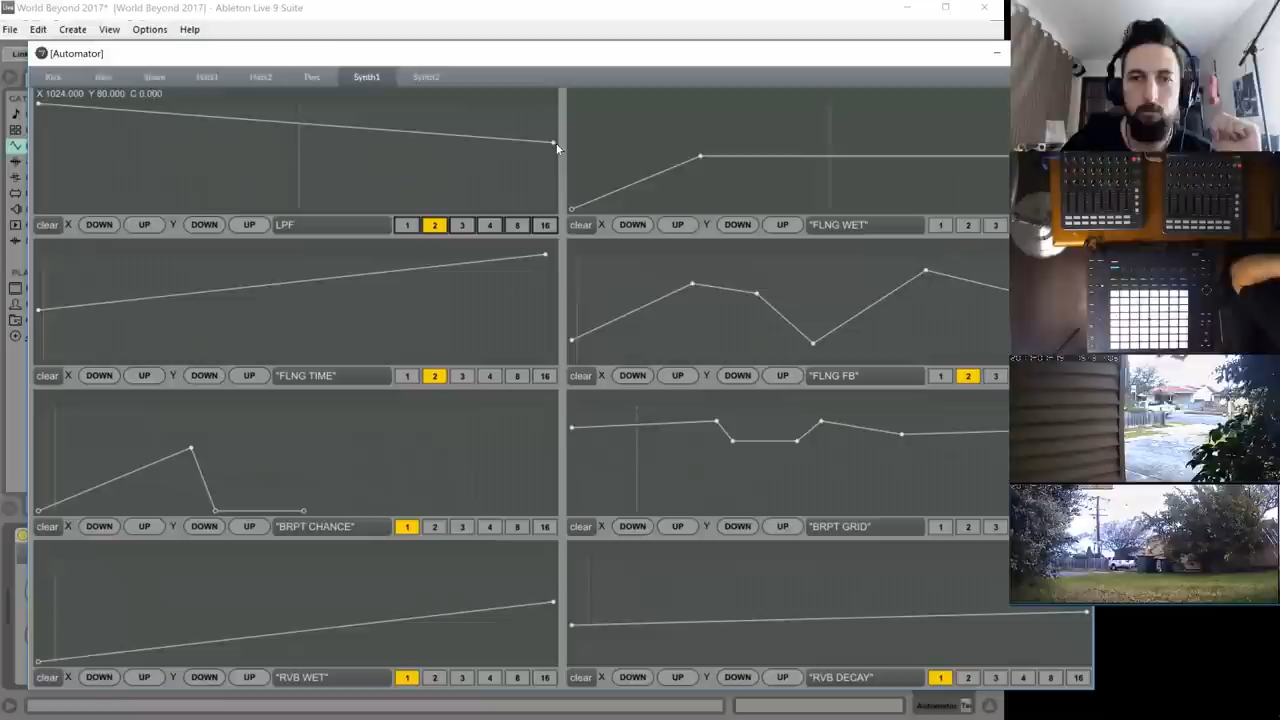 World Beyond 2017* [World Beyond 2017] - Ableton Live 9 Suite
File Edit Create View Options Help
Link
[Automator]
Kick Snare Hats1 Hats2 Perc Synth1 Synth2
X 1024.000 Y 80.000 C 0.000
CAT
clear X DOWN UP Y DOWN UP LPF 1 2 3 4 8 16
clear X DOWN UP Y DOWN UP "FLNG WET" 1 2 3
PLA
clear X DOWN UP Y DOWN UP "FLNG TIME" 1 2 3 4 8 16
clear X DOWN UP Y DOWN UP "FLNG FB" 1 2 3
clear X DOWN UP Y DOWN UP "BRPT CHANCE" 1 2 3 4 8 16
clear X DOWN UP Y DOWN UP "BRPT GRID" 1 2 3
clear X DOWN UP Y DOWN UP "RVB WET" 1 2 3 4 8 16
clear X DOWN UP Y DOWN UP "RVB DECAY" 1 2 3 4 8 16
Automator